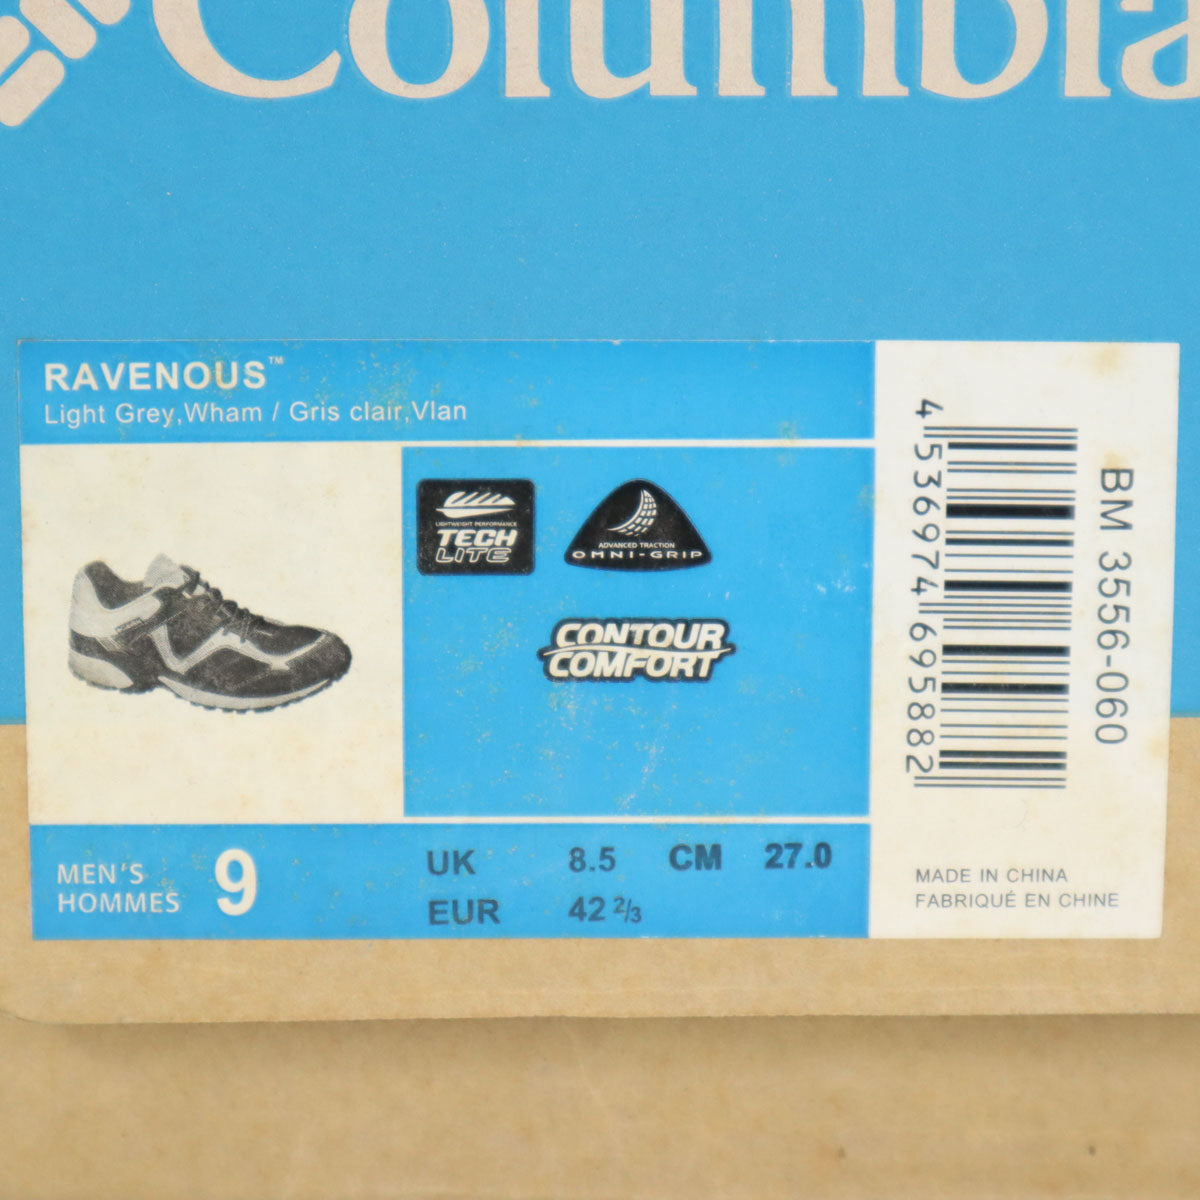 Columbia
RAVENOUS™
Light Grey,Wham / Gris clair,Vlan
LIGHTWEIGHT PERFORMANCE
TECH
LITE
ADVANCED TRACTION
OMNI-GRIP
CONTOUR
COMFORT
MEN'S
HOMMES
9
UK 8.5 CM 27.0
EUR 42 2/3
4 536974 695882
BM 3556-060
MADE IN CHINA
FABRIQUÉ EN CHINE